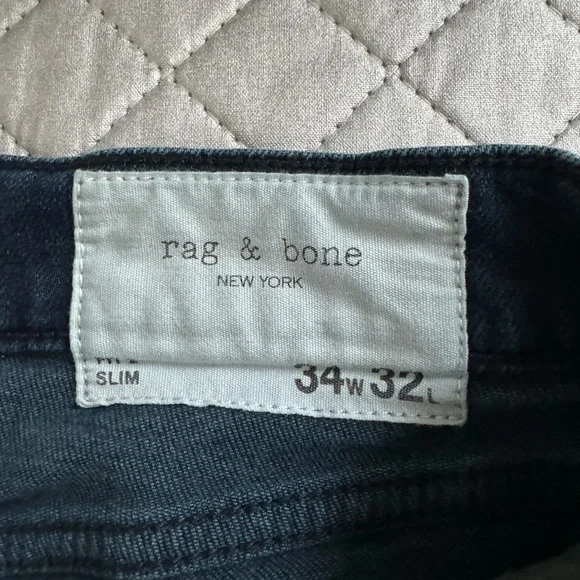 rag & bone
NEW YORK
SLIM 34W 32L